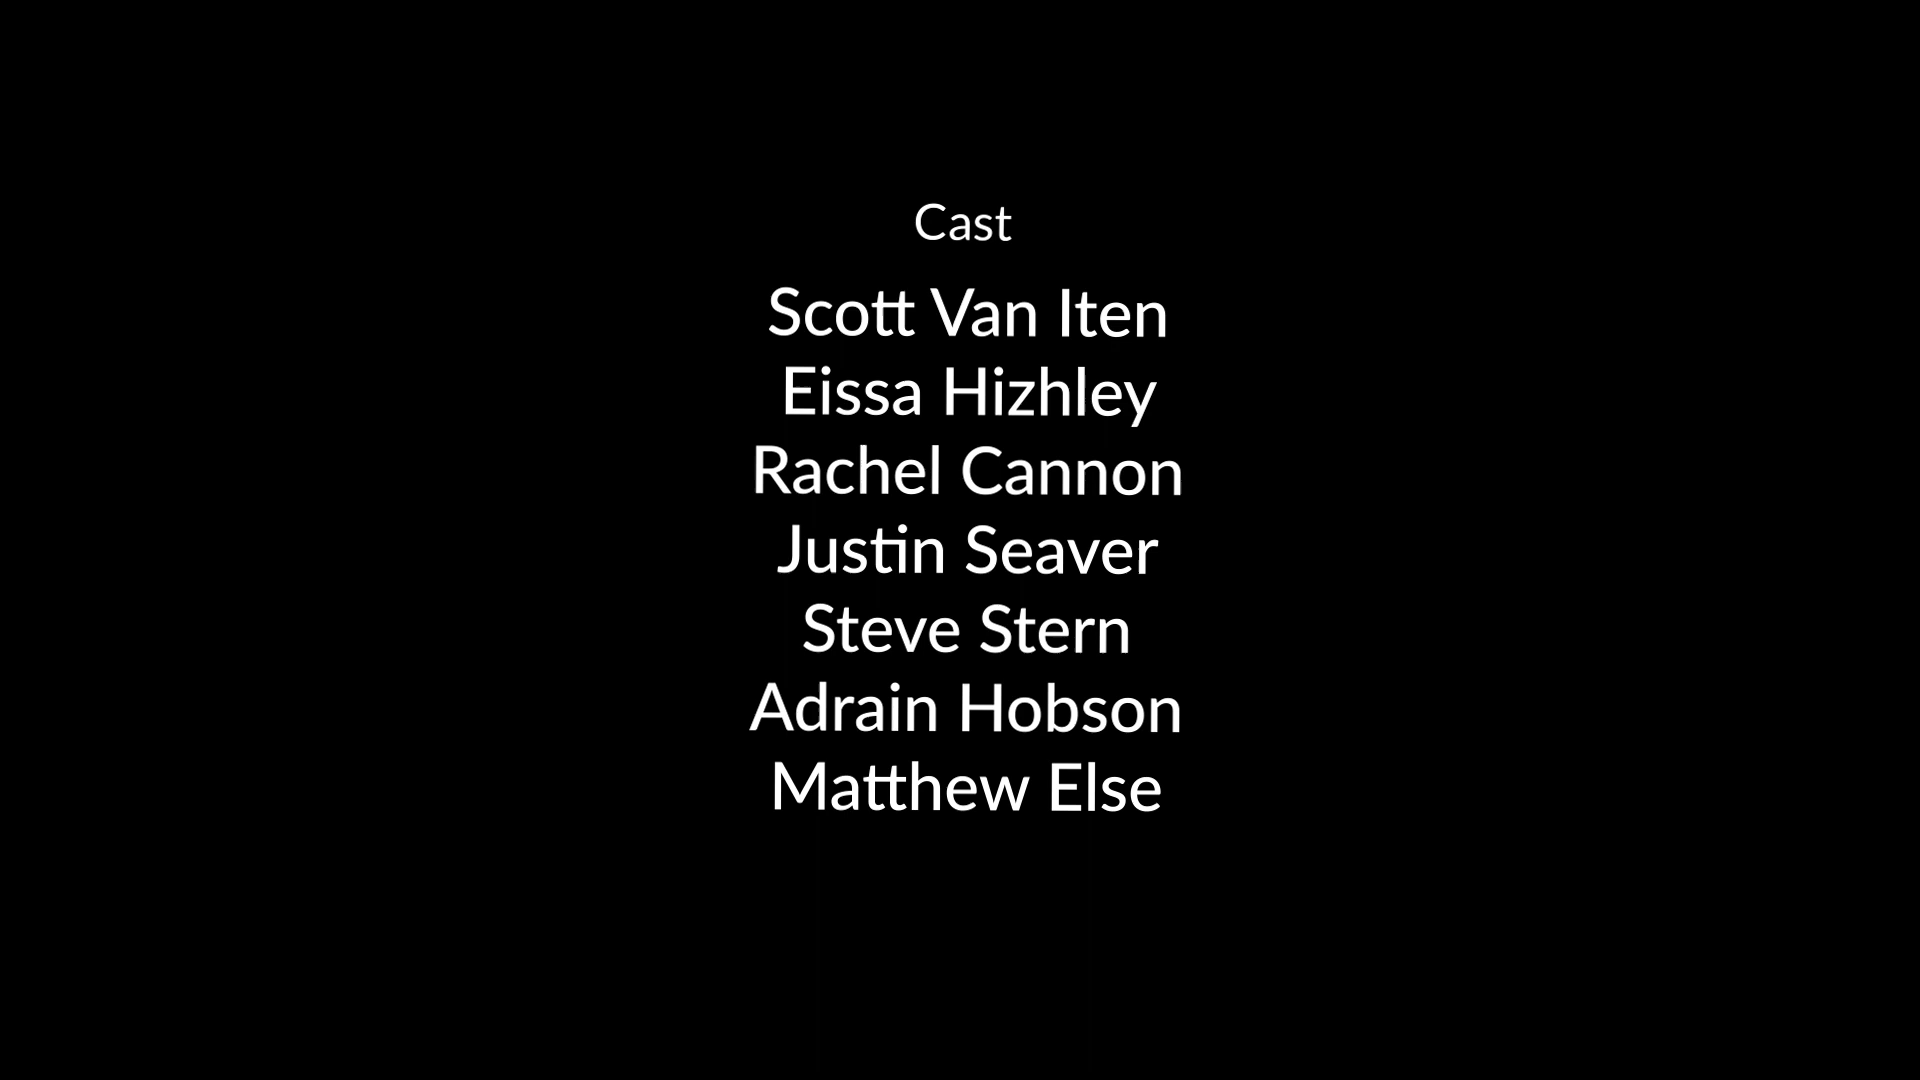 Cast
Scott Van Iten
Eissa Hizhley
Rachel Cannon
Justin Seaver
Steve Stern
Adrain Hobson
Matthew Else